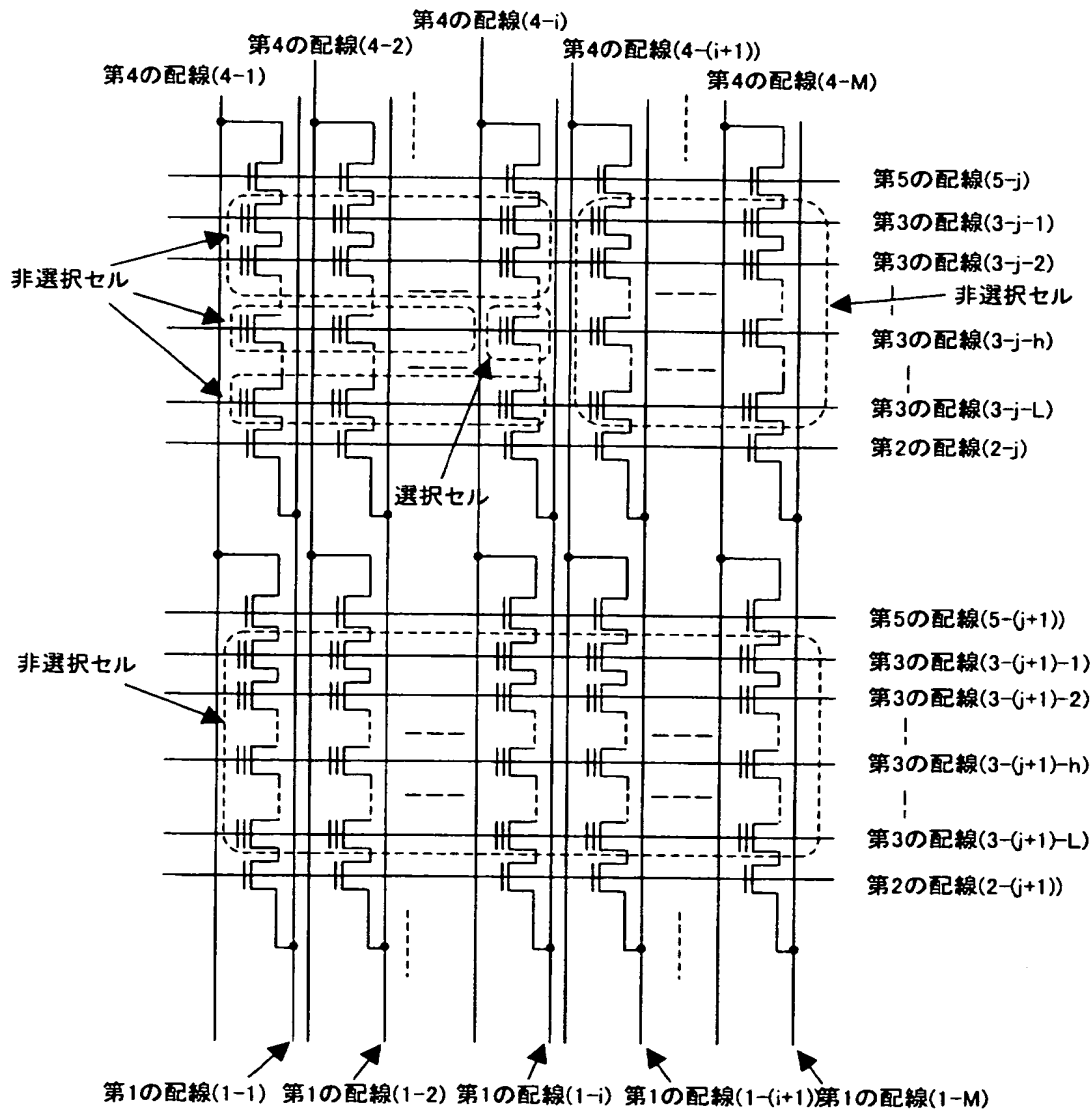 第4の配線(4-i)
第4の配線(4-2)
第4の配線(4-(i+1))
第4の配線(4-1)
第4の配線(4-M)
第5の配線(5-j)
第3の配線(3-j-1)
第3の配線(3-j-2)
非選択セル
非選択セル
第3の配線(3-j-h)
第3の配線(3-j-L)
第2の配線(2-j)
選択セル
第5の配線(5-(j+1))
非選択セル
第3の配線(3-(j+1)-1)
第3の配線(3-(j+1)-2)
第3の配線(3-(j+1)-h)
第3の配線(3-(j+1)-L)
第2の配線(2-(j+1))
第1の配線(1-1)
第1の配線(1-2)
第1の配線(1-i)
第1の配線(1-(i+1))
第1の配線(1-M)